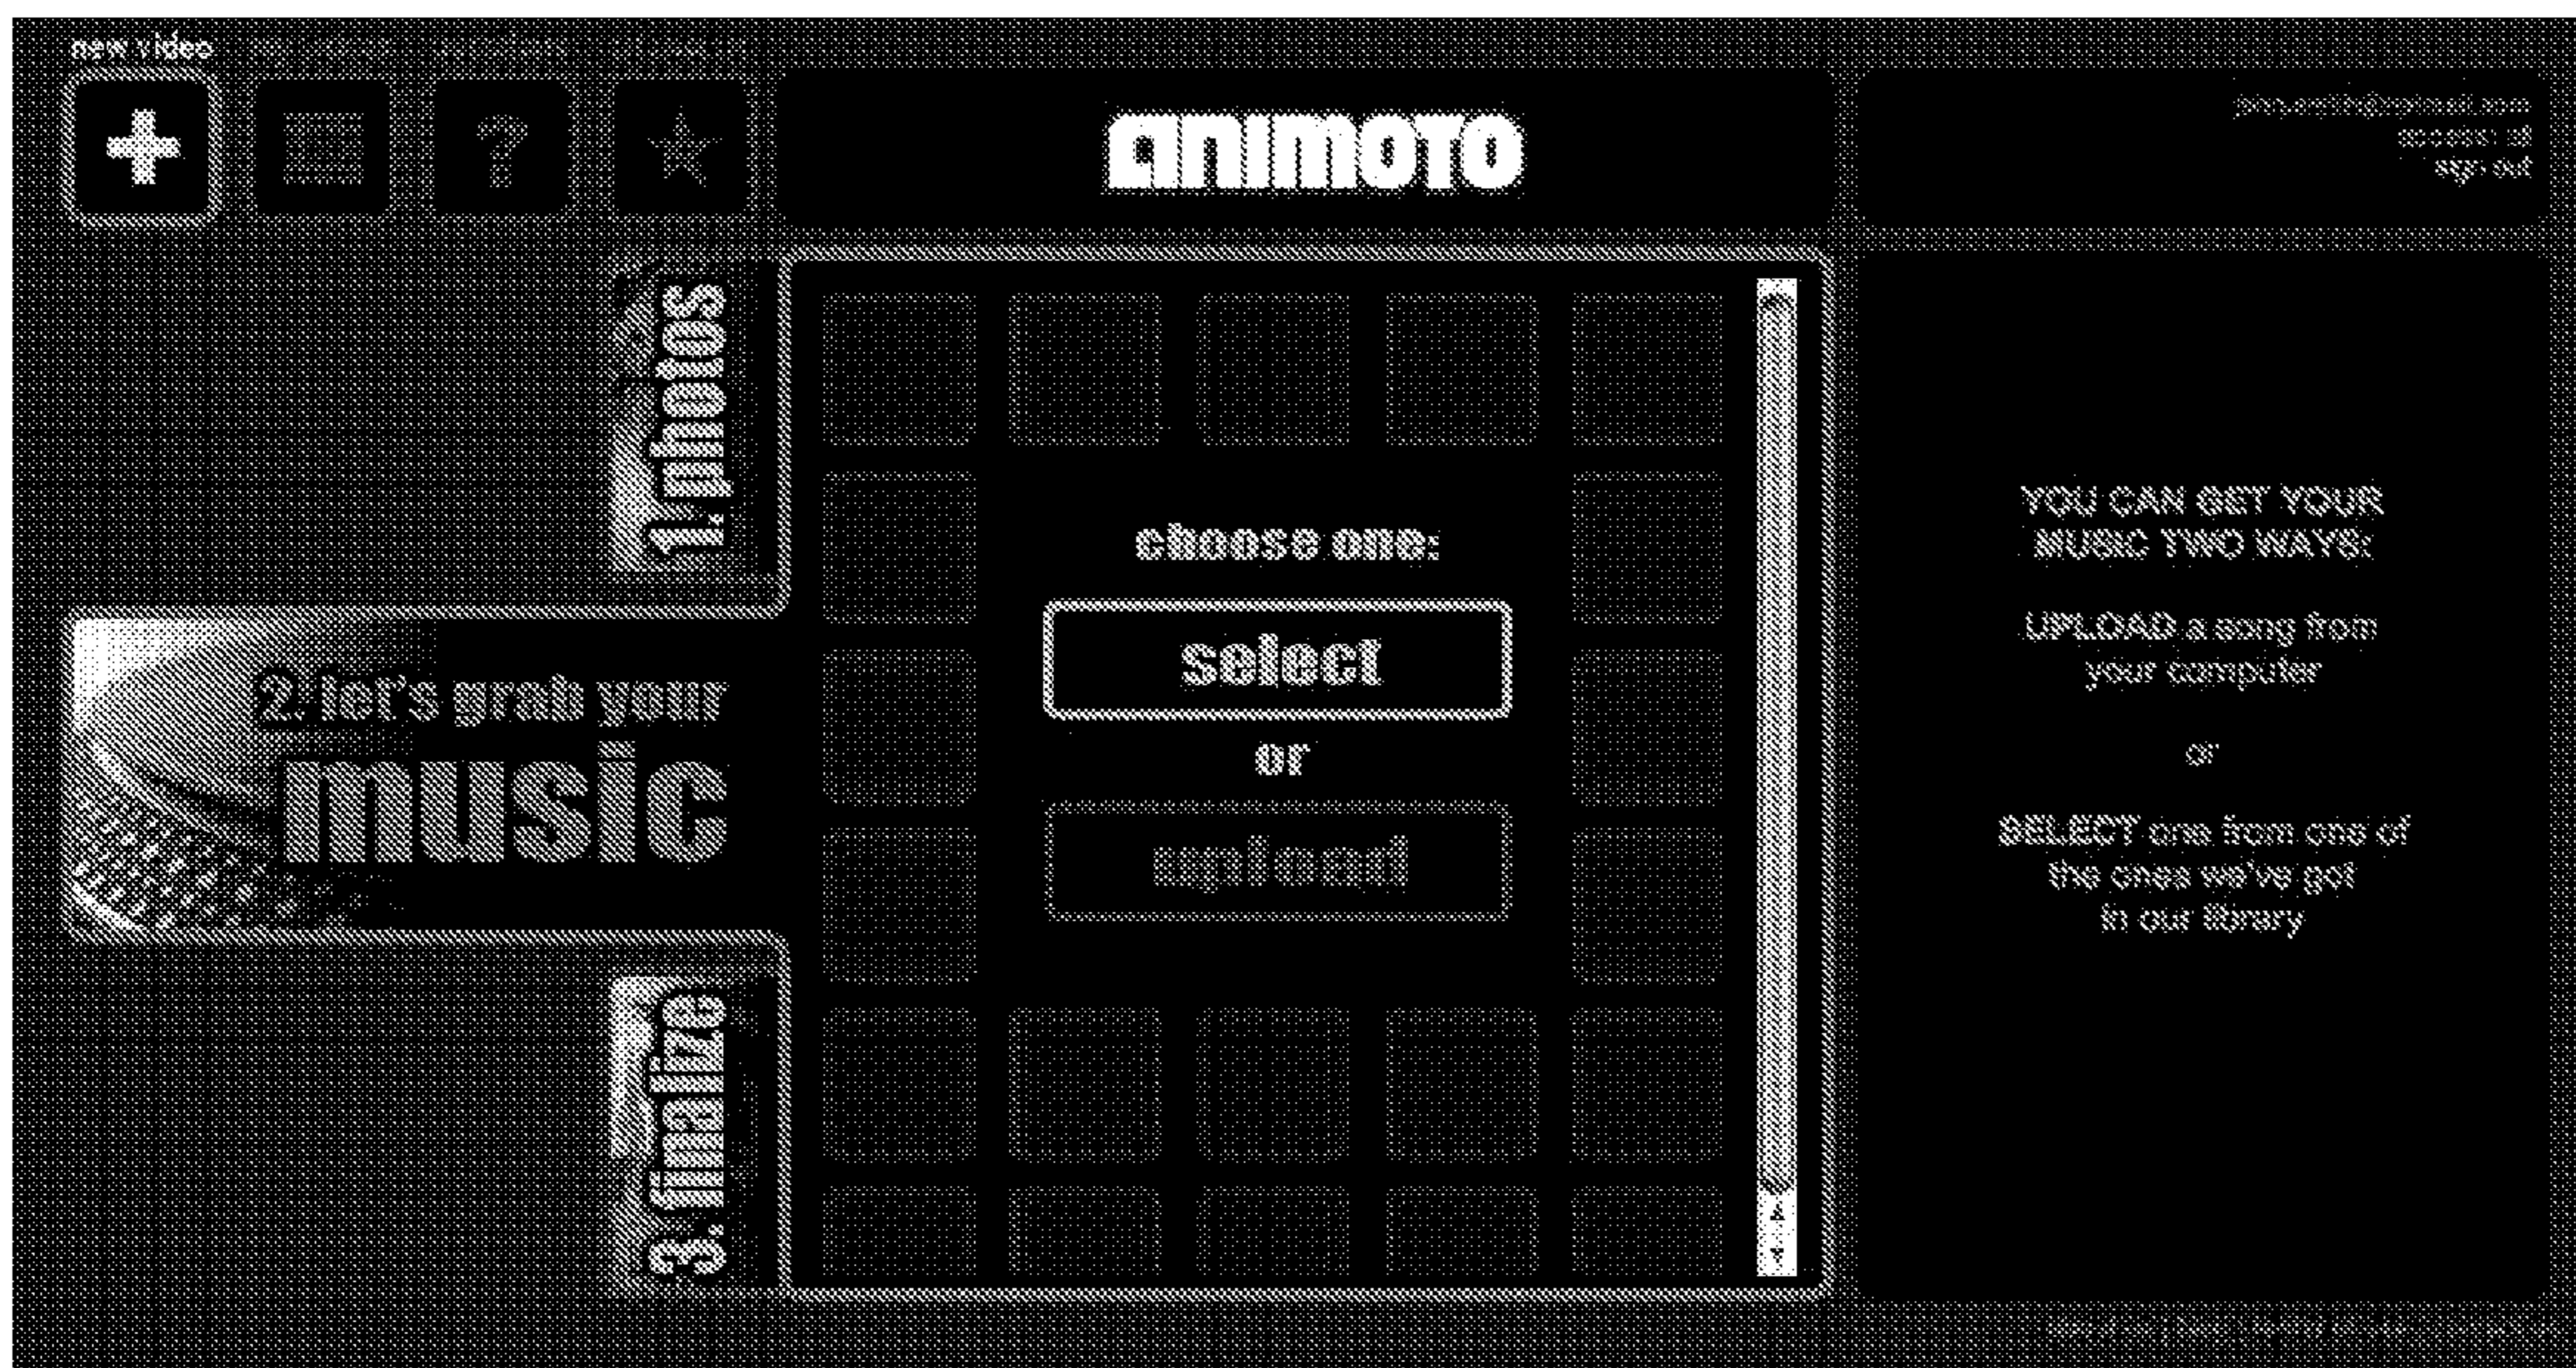 new video
animoto
sign out
1. photos
2. let's grab your
music
3. finalize
choose one:
select
or
upload
YOU CAN GET YOUR
MUSIC TWO WAYS:
UPLOAD a song from
your computer
or
SELECT one from one of
the ones we've got
in our library